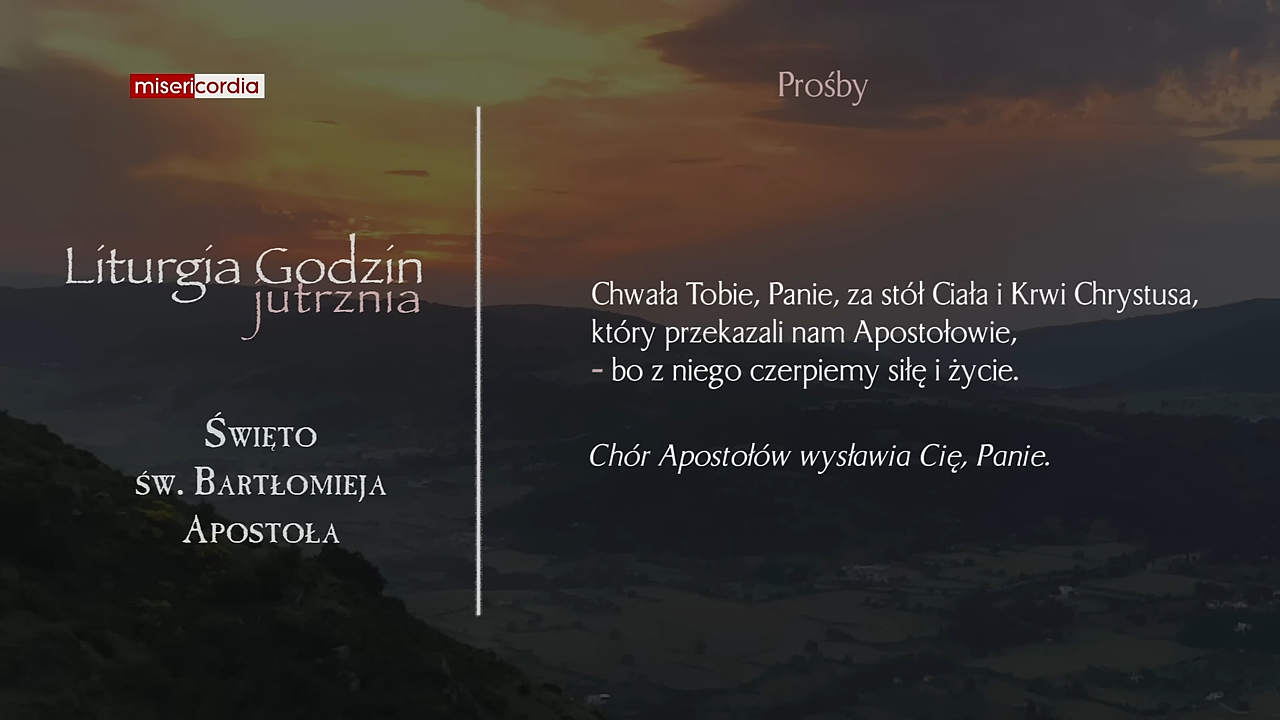 misericordia
Liturgia Godzin
jutrznia
Święto
św. Bartłomieja
Apostoła
Prośby
Chwała Tobie, Panie, za stół Ciała i Krwi Chrystusa,
który przekazali nam Apostołowie,
- bo z niego czerpiemy siłę i życie.
Chór Apostołów wysławia Cię, Panie.